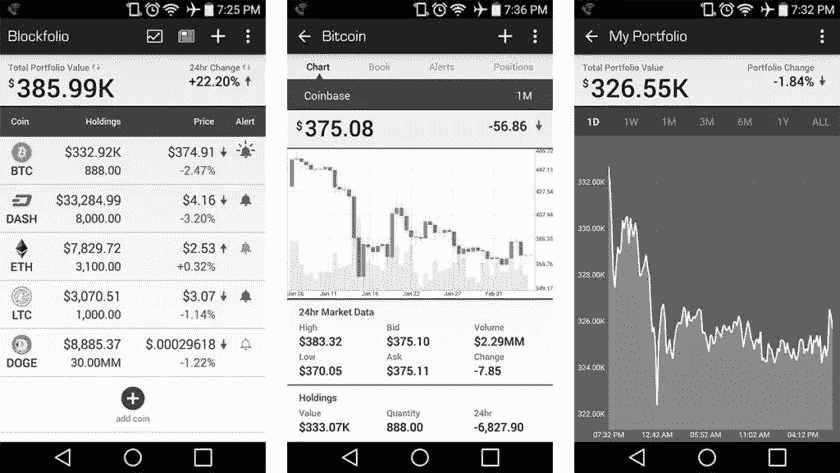 7:25 PM
Blockfolio
Total Portfolio Value 24hr Change
$385.99K +22.20%
Coin Holdings Price Alert
$332.92K $374.91
BTC 888.00 -2.47%
$33,284.99 $4.16
DASH 8,000.00 -3.20%
$7,829.72 $2.53
ETH 3,100.00 +0.32%
$3,070.51 $3.07
LTC 1,000.00 -1.14%
$8,885.37 $.00029618
DOGE 30.00MM -1.22%
add coin
7:36 PM
Bitcoin
Chart Book Alerts Positions
Coinbase 1M
$375.08 -56.86
466.72
447.13
427.54
407.94
388.35
368.76
349.17
Jan 06 Jan 11 Jan 16 Jan 22 Jan 27 Feb 01
24hr Market Data
High Bid Volume
$383.32 $375.10 $2.29MM
Low Ask Change
$370.05 $375.11 -7.85
Holdings
Value Quantity 24hr
$333.07K 888.00 -6,827.90
7:32 PM
My Portfolio
Total Portfolio Value Portfolio Change
$326.55K -1.84%
1D 1W 1M 3M 6M 1Y ALL
332.00K
330.00K
328.00K
326.00K
324.00K
322.00K
07:32 PM 12:42 AM 05:52 AM 11:02 AM 04:12 PM